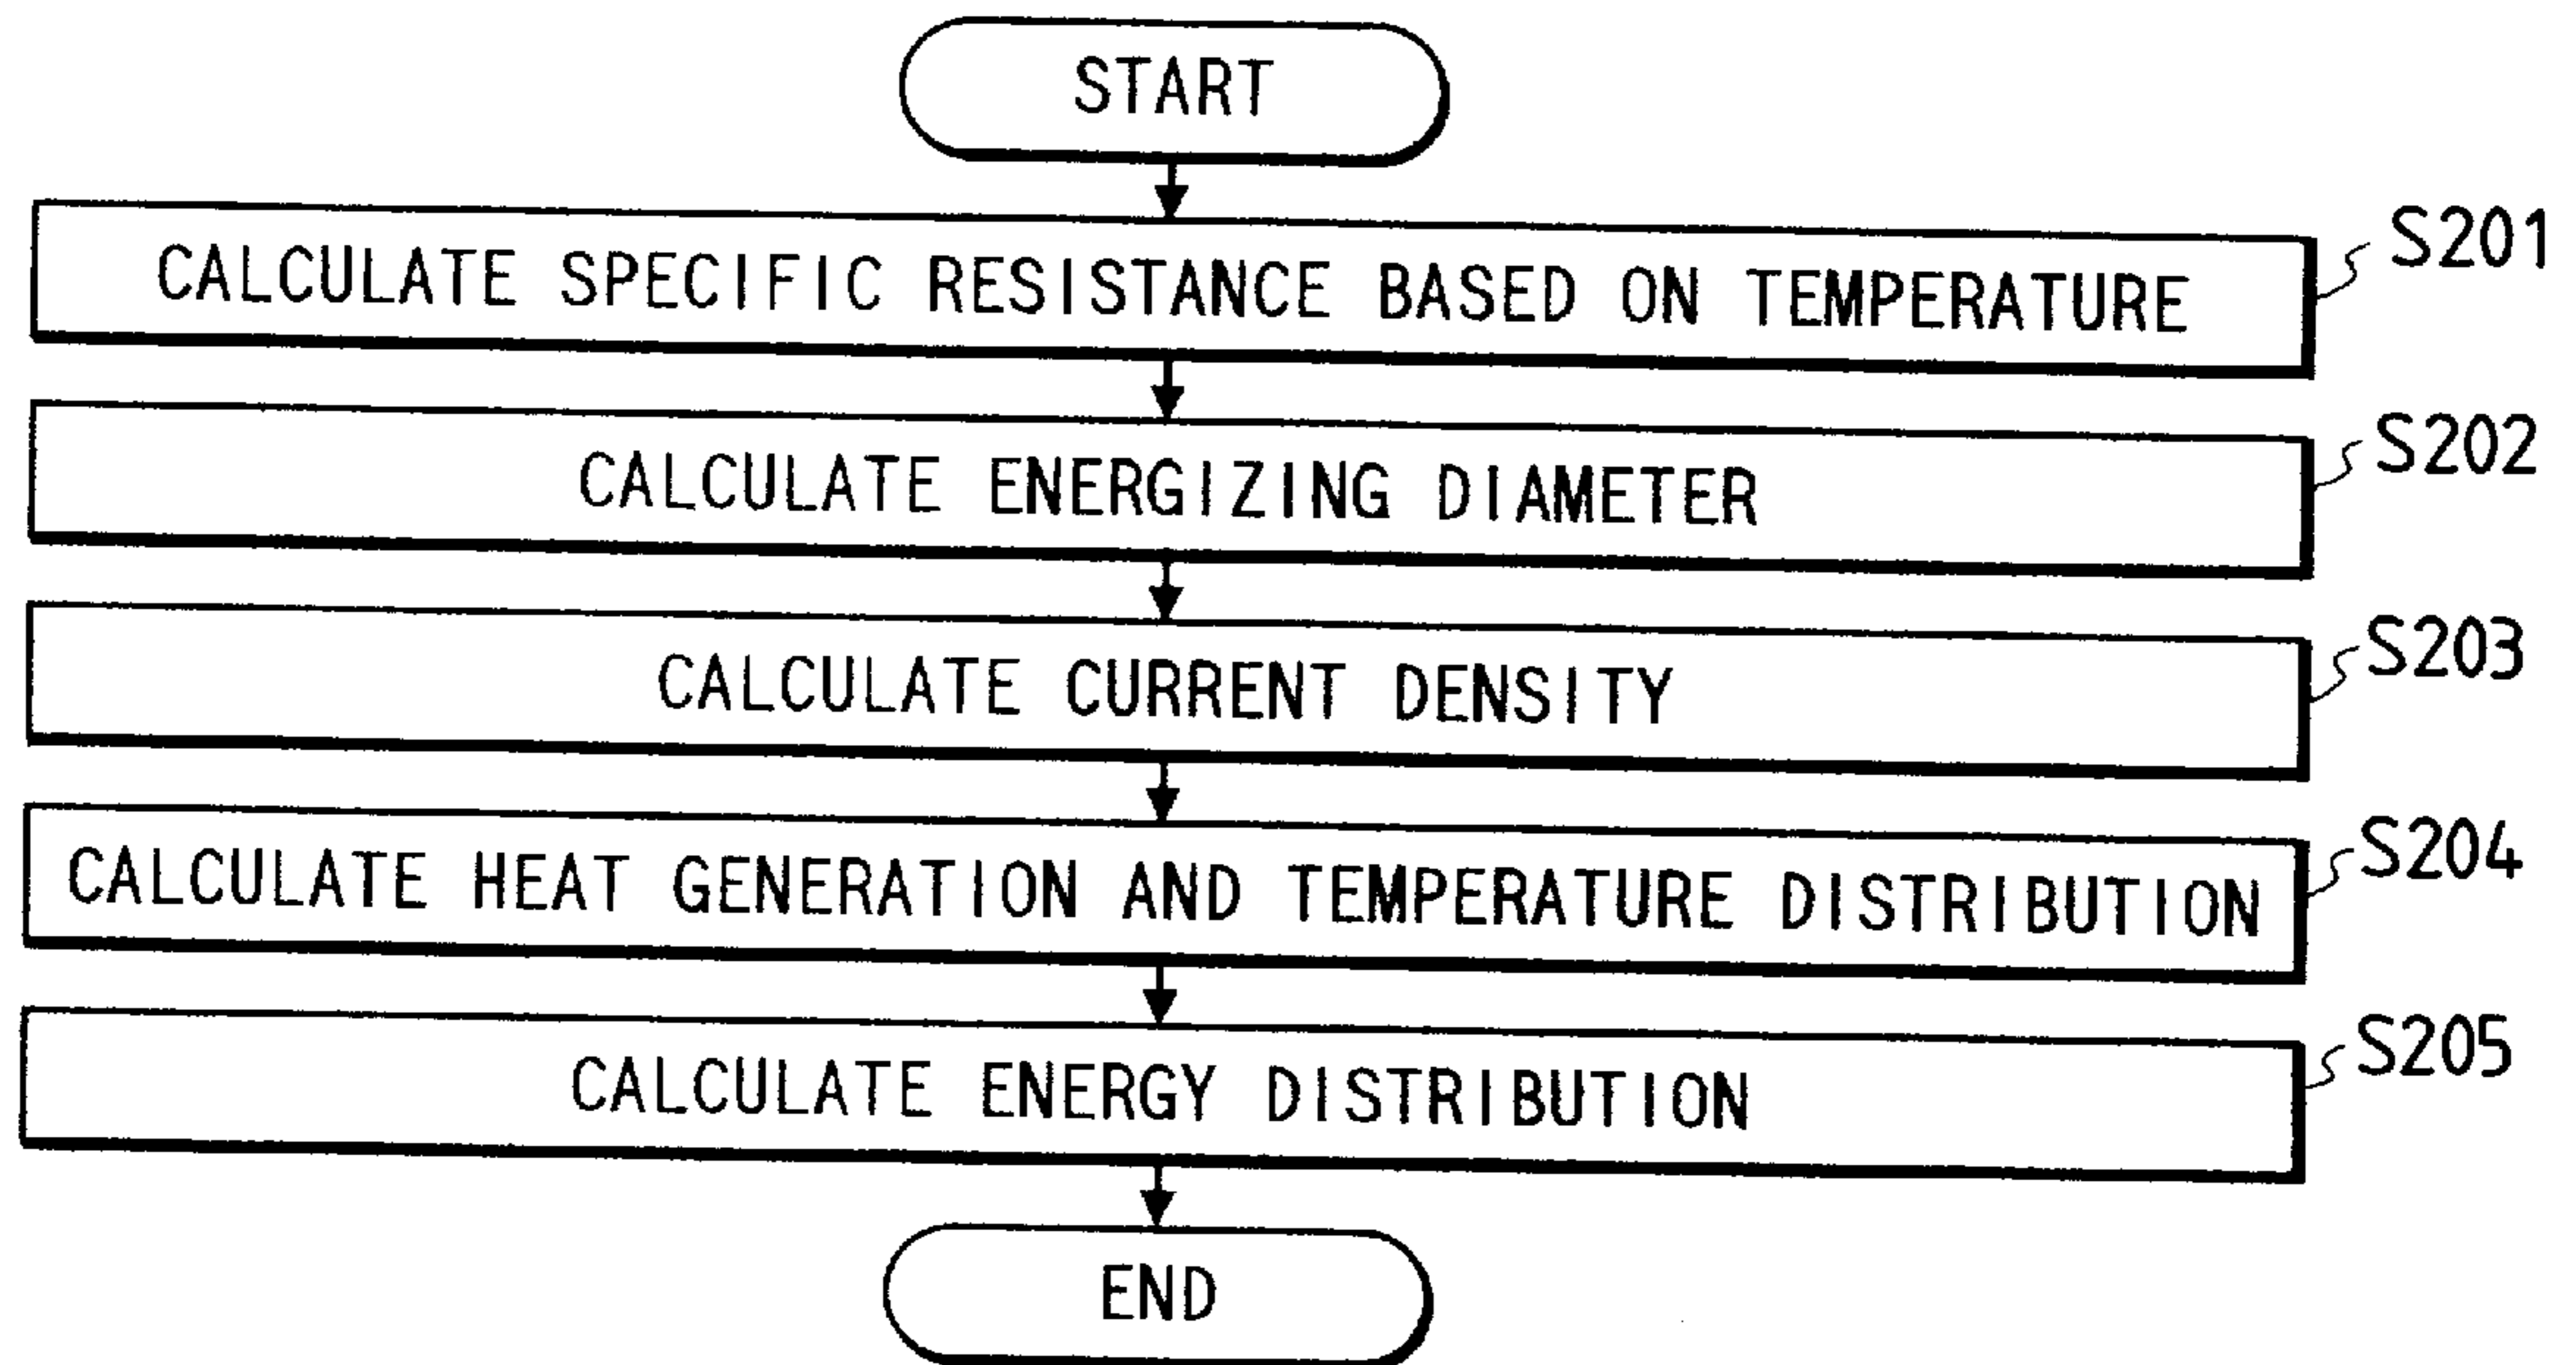 START
CALCULATE SPECIFIC RESISTANCE BASED ON TEMPERATURE
S201
CALCULATE ENERGIZING DIAMETER
S202
CALCULATE CURRENT DENSITY
S203
CALCULATE HEAT GENERATION AND TEMPERATURE DISTRIBUTION
S204
CALCULATE ENERGY DISTRIBUTION
S205
END